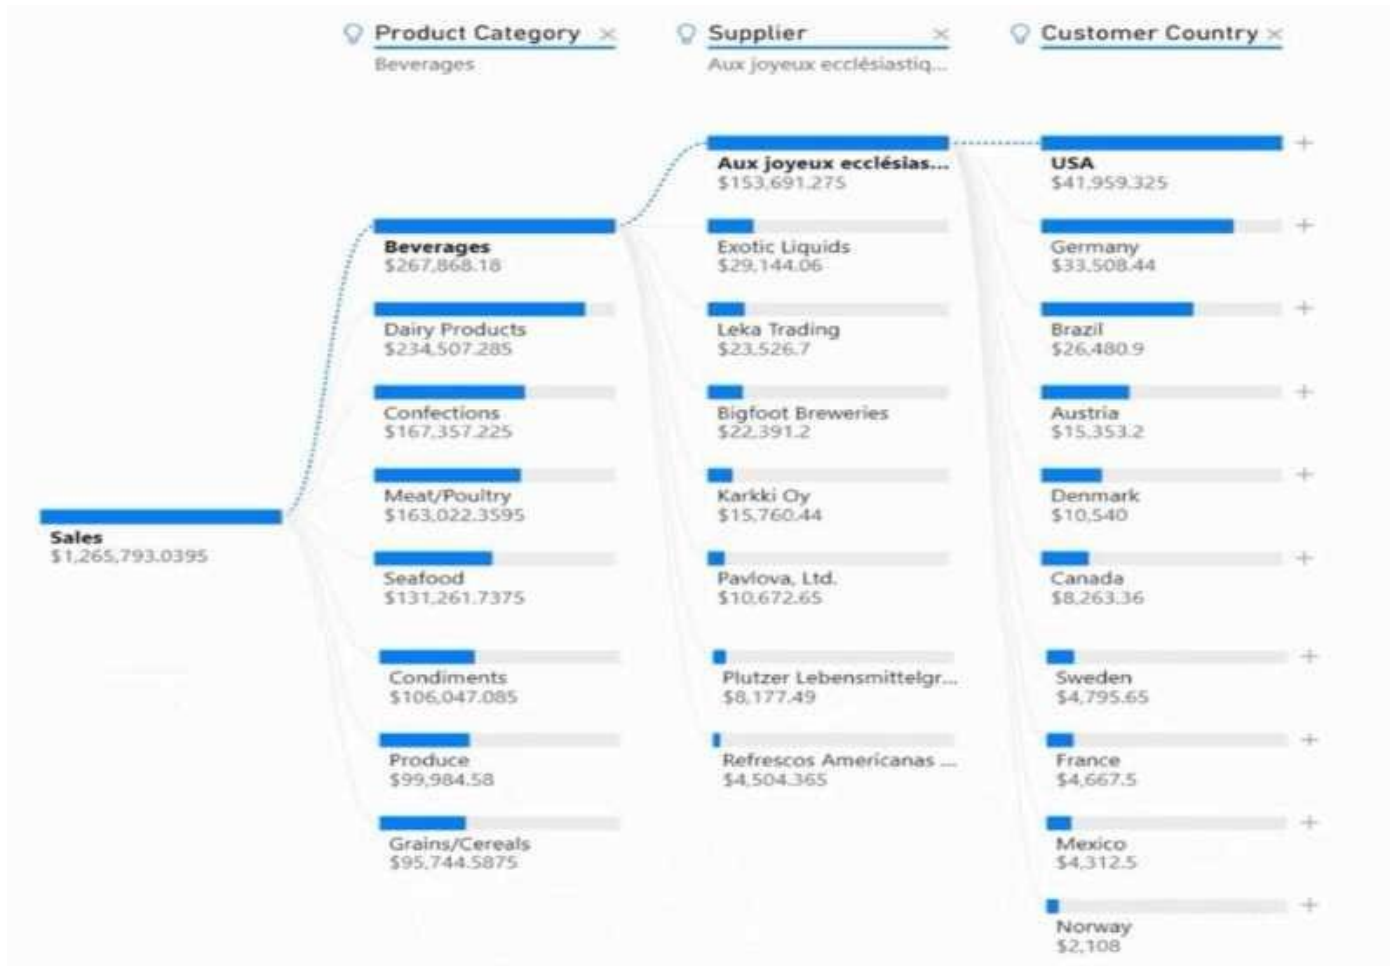 Product Category
Beverages
Supplier
Aux joyeux ecclésiastiq...
Customer Country
Sales
$1,265,793.0395
Beverages
$267,868.18
Dairy Products
$234,507.285
Confections
$167,357.225
Meat/Poultry
$163,022.3595
Seafood
$131,261.7375
Condiments
$106,047.085
Produce
$99,984.58
Grains/Cereals
$95,744.5875
Aux joyeux ecclésias...
$153,691.275
Exotic Liquids
$29,144.06
Leka Trading
$23,526.7
Bigfoot Breweries
$22,391.2
Karkki Oy
$15,760.44
Pavlova, Ltd.
$10,672.65
Plutzer Lebensmittelgr...
$8,177.49
Refrescos Americanas ...
$4,504.365
USA
$41,959.325
Germany
$33,508.44
Brazil
$26,480.9
Austria
$15,353.2
Denmark
$10,540
Canada
$8,263.36
Sweden
$4,795.65
France
$4,667.5
Mexico
$4,312.5
Norway
$2,108